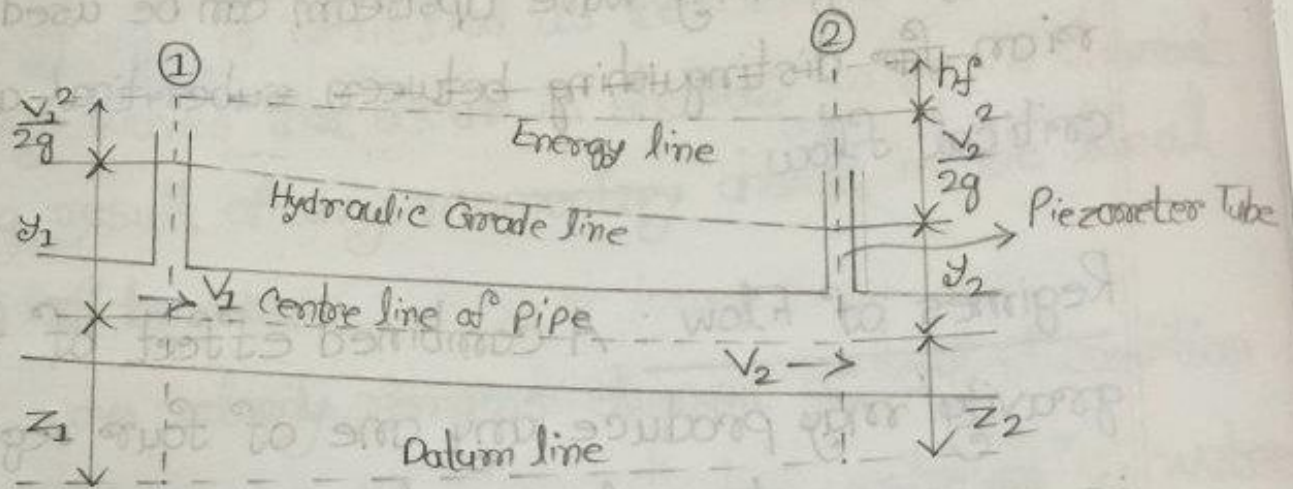 ① ②
V₁²/2g hf
Energy line V₂²/2g
Hydraulic Grade line Piezometer Tube
y₁ y₂
V₁ Centre line of pipe
V₂
Z₁ Z₂
Datum line